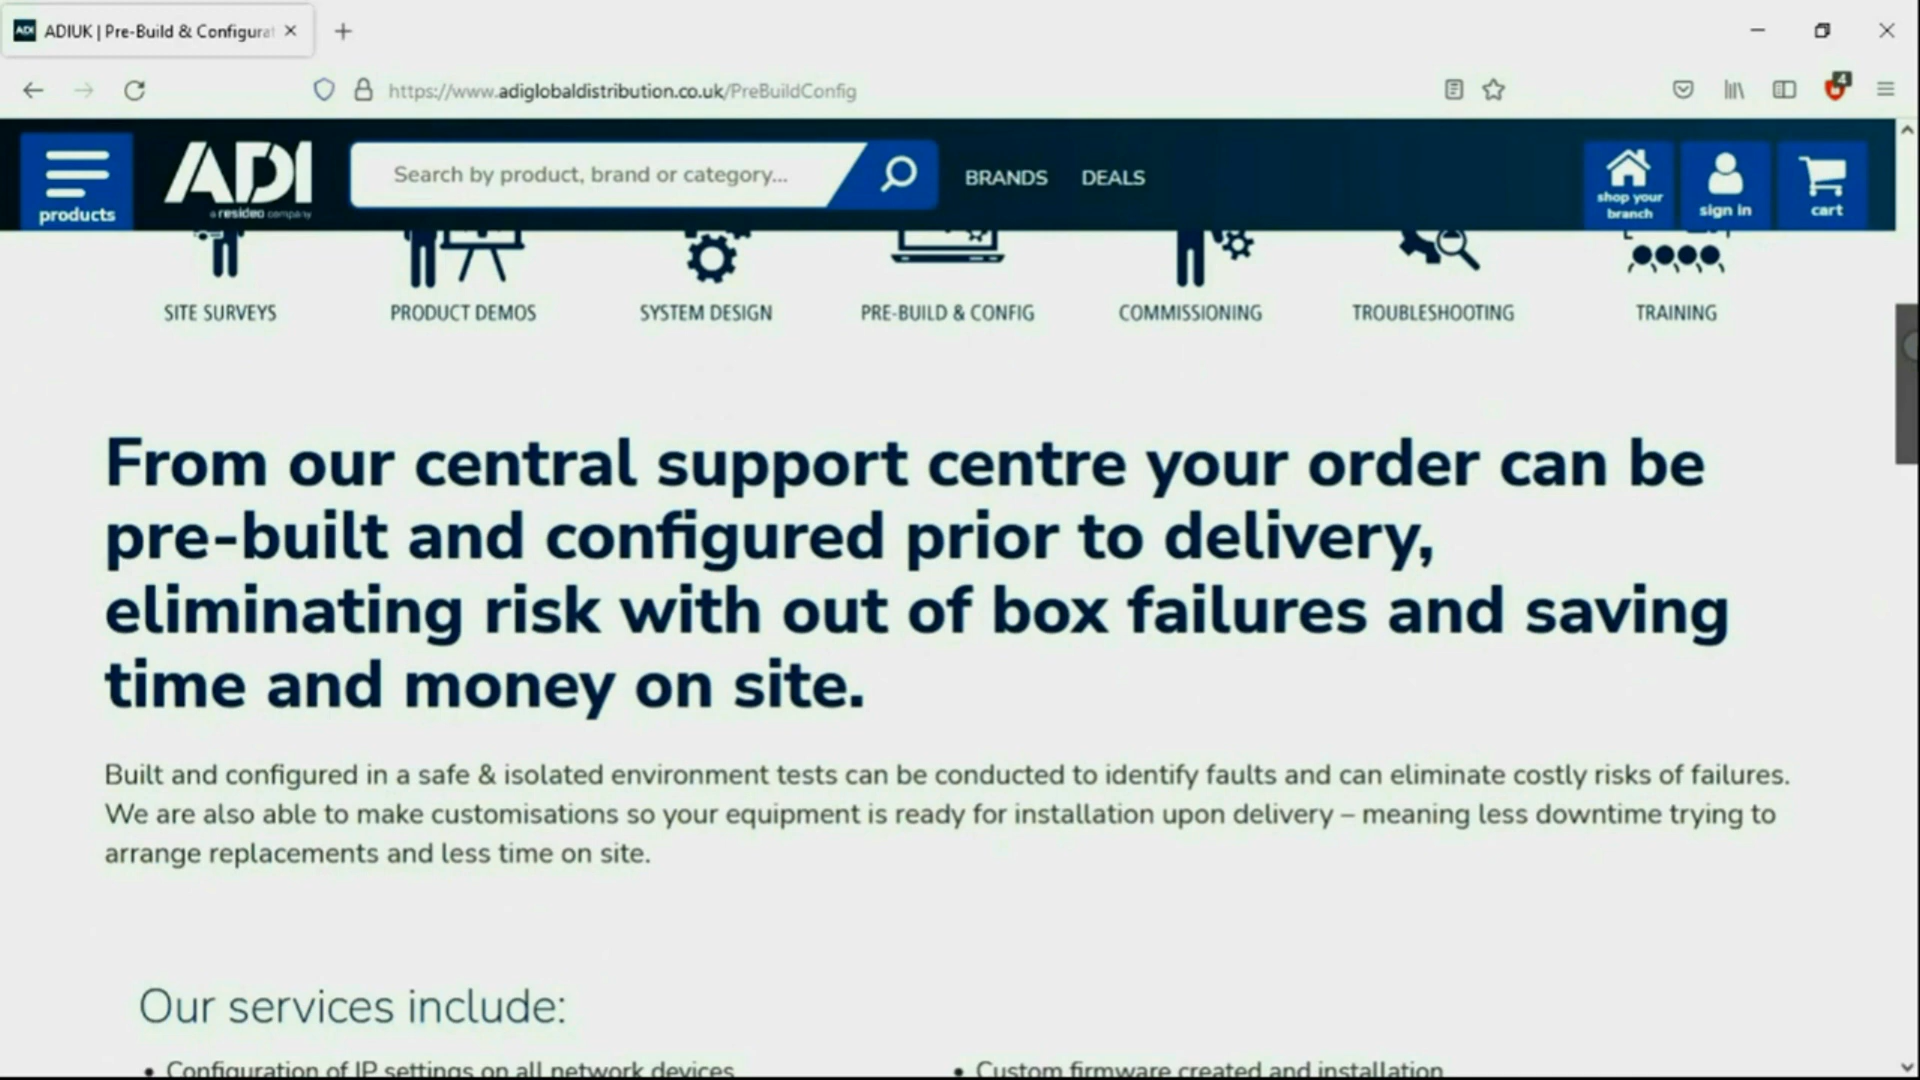 ADIUK | Pre-Build & Configurat
https://www.adiglobaldistribution.co.uk/PreBuildConfig
4
products
ADI
a resideo company
Search by product, brand or category...
BRANDS
DEALS
shop your
branch
sign in
cart
SITE SURVEYS
PRODUCT DEMOS
SYSTEM DESIGN
PRE-BUILD & CONFIG
COMMISSIONING
TROUBLESHOOTING
TRAINING
From our central support centre your order can be
pre-built and configured prior to delivery,
eliminating risk with out of box failures and saving
time and money on site.
Built and configured in a safe & isolated environment tests can be conducted to identify faults and can eliminate costly risks of failures.
We are also able to make customisations so your equipment is ready for installation upon delivery – meaning less downtime trying to
arrange replacements and less time on site.
Our services include:
• Configuration of IP settings on all network devices
• Custom firmware created and installation